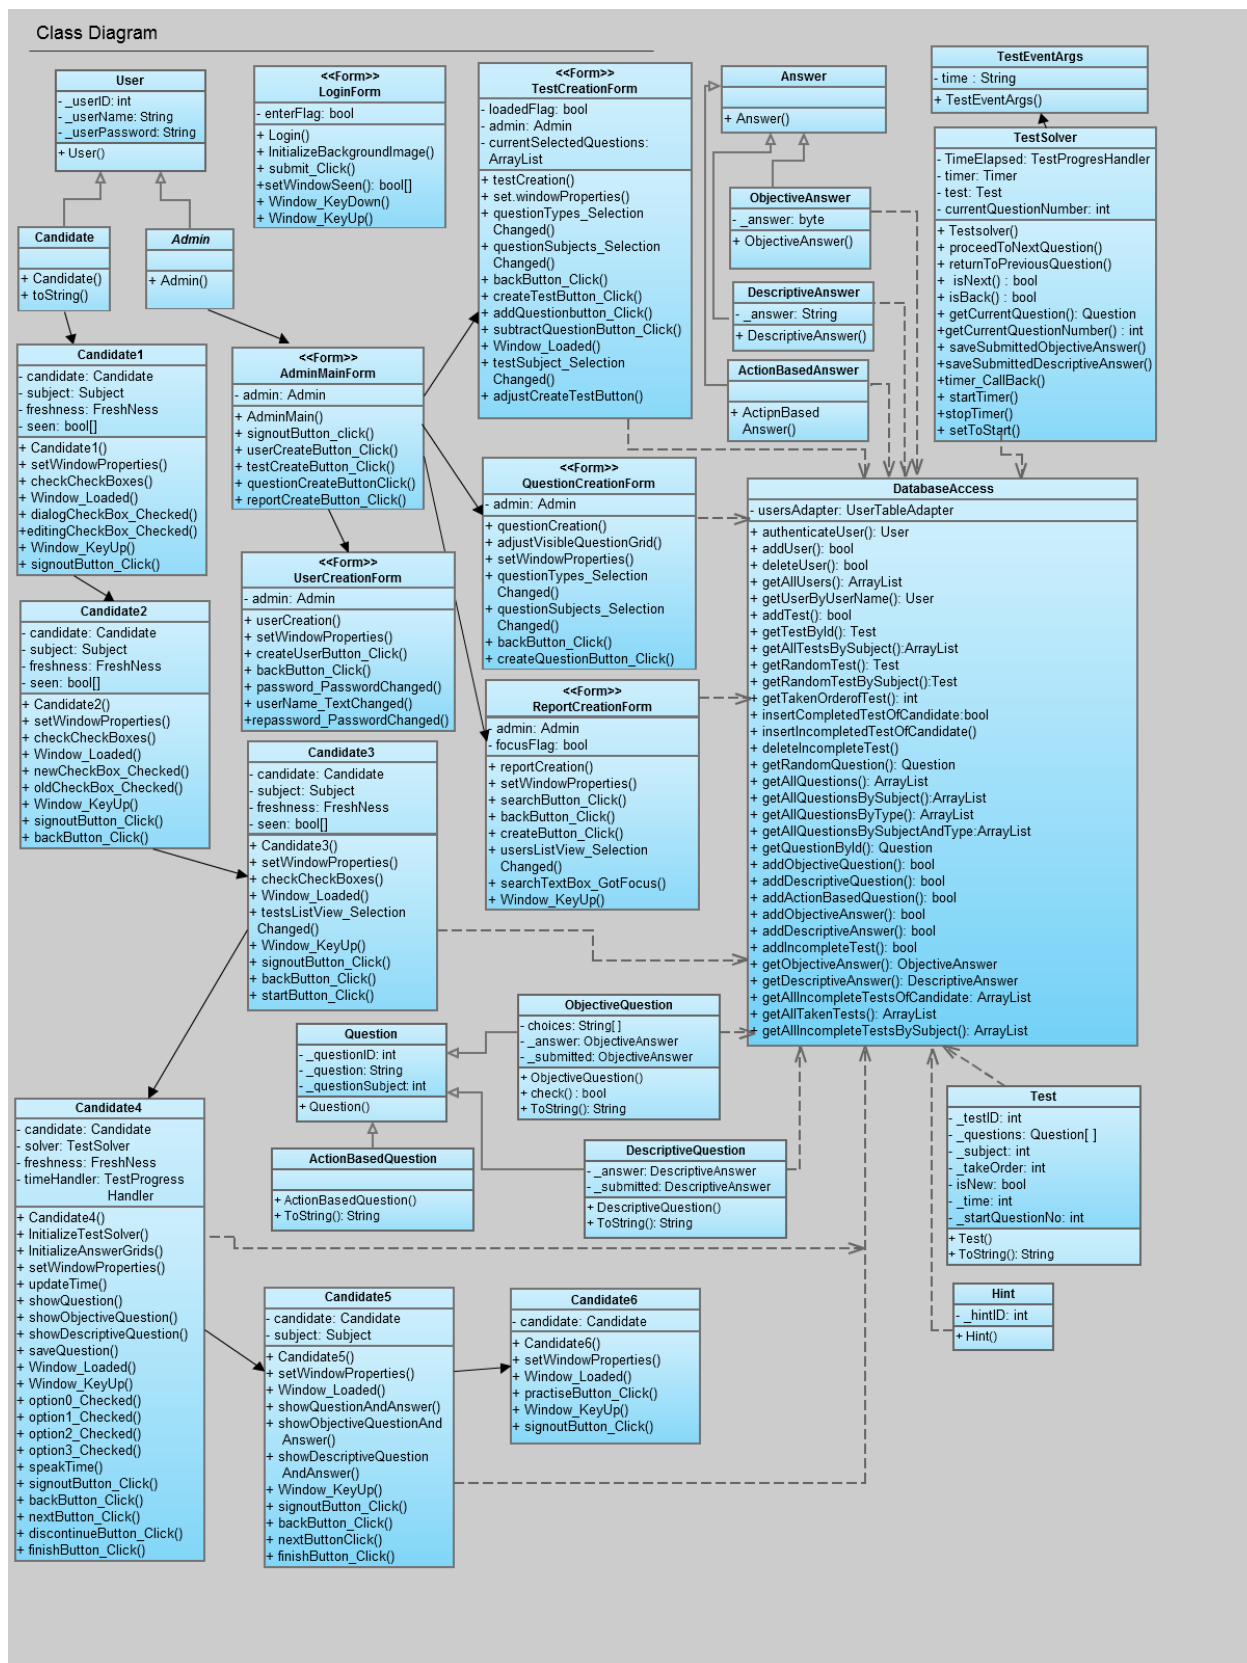 Class Diagram
User
- _userID: int
- _userName: String
- _userPassword: String
+ User()
<<Form>>
LoginForm
- enterFlag: bool
+ Login()
+ InitializeBackgroundImage()
+ submit_Click()
+setWindowSeen(): bool[]
+ Window_KeyDown()
+ Window_KeyUp()
<<Form>>
TestCreationForm
- loadedFlag: bool
- admin: Admin
- currentSelectedQuestions:
ArrayList
+ testCreation()
+ set.windowProperties()
+ questionTypes_Selection
Changed()
+ questionSubjects_Selection
Changed()
+ backButton_Click()
+ createTestButton_Click()
+ addQuestionbutton_Click()
+ subtractQuestionButton_Click()
+ Window_Loaded()
+ testSubject_Selection
Changed()
+ adjustCreateTestButton()
Answer
+ Answer()
TestEventArgs
- time : String
+ TestEventArgs()
TestSolver
- TimeElapsed: TestProgresHandler
- timer: Timer
- test: Test
- currentQuestionNumber: int
+ Testsolver()
+ proceedToNextQuestion()
+ returnToPreviousQuestion()
+ isNext() : bool
+ isBack() : bool
+ getCurrentQuestion(): Question
+getCurrentQuestionNumber() : int
+ saveSubmittedObjectiveAnswer()
+saveSubmittedDescriptiveAnswer()
+timer_CallBack()
+ startTimer()
+stopTimer()
+ setToStart()
ObjectiveAnswer
- _answer: byte
+ ObjectiveAnswer()
DescriptiveAnswer
- _answer: String
+ DescriptiveAnswer()
ActionBasedAnswer
+ ActipnBased
Answer()
Candidate
+ Candidate()
+ toString()
Admin
+ Admin()
Candidate1
- candidate: Candidate
- subject: Subject
- freshness: FreshNess
- seen: bool[]
+ Candidate1()
+ setWindowProperties()
+ checkCheckBoxes()
+ Window_Loaded()
+ dialogCheckBox_Checked()
+editingCheckBox_Checked()
+ Window_KeyUp()
+ signoutButton_Click()
<<Form>>
AdminMainForm
- admin: Admin
+ AdminMain()
+ signoutButton_click()
+ userCreateButton_Click()
+ testCreateButton_Click()
+ questionCreateButtonClick()
+ reportCreateButton_Click()
<<Form>>
QuestionCreationForm
- admin: Admin
+ questionCreation()
+ adjustVisibleQuestionGrid()
+ setWindowProperties()
+ questionTypes_Selection
Changed()
+ questionSubjects_Selection
Changed()
+ backButton_Click()
+ createQuestionButton_Click()
DatabaseAccess
- usersAdapter: UserTableAdapter
+ authenticateUser(): User
+ addUser(): bool
+ deleteUser(): bool
+ getAllUsers(): ArrayList
+ getUserByUserName(): User
+ addTest(): bool
+ getTestById(): Test
+ getAllTestsBySubject():ArrayList
+ getRandomTest(): Test
+ getRandomTestBySubject():Test
+ getTakenOrderofTest(): int
+ insertCompletedTestOfCandidate:bool
+ insertIncompletedTestOfCandidate()
+ deleteIncompleteTest()
+ getRandomQuestion(): Question
+ getAllQuestions(): ArrayList
+ getAllQuestionsBySubject():ArrayList
+ getAllQuestionsByType(): ArrayList
+ getAllQuestionsBySubjectAndType:ArrayList
+ getQuestionById(): Question
+ addObjectiveQuestion(): bool
+ addDescriptiveQuestion(): bool
+ addActionBasedQuestion(): bool
+ addObjectiveAnswer(): bool
+ addDescriptiveAnswer(): bool
+ addIncompleteTest(): bool
+ getObjectiveAnswer(): ObjectiveAnswer
+ getDescriptiveAnswer(): DescriptiveAnswer
+ getAllIncompleteTestsOfCandidate: ArrayList
+ getAllTakenTests(): ArrayList
+ getAllIncompleteTestsBySubject(): ArrayList
<<Form>>
UserCreationForm
- admin: Admin
+ userCreation()
+ setWindowProperties()
+ createUserButton_Click()
+ backButton_Click()
+ password_PasswordChanged()
+ userName_TextChanged()
+repassword_PasswordChanged()
Candidate2
- candidate: Candidate
- subject: Subject
- freshness: FreshNess
- seen: bool[]
+ Candidate2()
+ setWindowProperties()
+ checkCheckBoxes()
+ Window_Loaded()
+ newCheckBox_Checked()
+ oldCheckBox_Checked()
+ Window_KeyUp()
+ signoutButton_Click()
+ backButton_Click()
<<Form>>
ReportCreationForm
- admin: Admin
- focusFlag: bool
+ reportCreation()
+ setWindowProperties()
+ searchButton_Click()
+ backButton_Click()
+ createButton_Click()
+ usersListView_Selection
Changed()
+ searchTextBox_GotFocus()
+ Window_KeyUp()
Candidate3
- candidate: Candidate
- subject: Subject
- freshness: FreshNess
- seen: bool[]
+ Candidate3()
+ setWindowProperties()
+ checkCheckBoxes()
+ Window_Loaded()
+ testsListView_Selection
Changed()
+ Window_KeyUp()
+ signoutButton_Click()
+ backButton_Click()
+ startButton_Click()
ObjectiveQuestion
- choices: String[ ]
- _answer: ObjectiveAnswer
- _submitted: ObjectiveAnswer
+ ObjectiveQuestion()
+ check() : bool
+ ToString(): String
Question
- _questionID: int
- _question: String
- _questionSubject: int
+ Question()
ActionBasedQuestion
+ ActionBasedQuestion()
+ ToString(): String
DescriptiveQuestion
- _answer: DescriptiveAnswer
- _submitted: DescriptiveAnswer
+ DescriptiveQuestion()
+ ToString(): String
Test
- _testID: int
- _questions: Question[ ]
- _subject: int
- _takeOrder: int
- isNew: bool
- _time: int
- _startQuestionNo: int
+ Test()
+ ToString(): String
Candidate4
- candidate: Candidate
- solver: TestSolver
- freshness: FreshNess
- timeHandler: TestProgress
Handler
+ Candidate4()
+ InitializeTestSolver()
+ InitializeAnswerGrids()
+ setWindowProperties()
+ updateTime()
+ showQuestion()
+ showObjectiveQuestion()
+ showDescriptiveQuestion()
+ saveQuestion()
+ Window_Loaded()
+ Window_KeyUp()
+ option0_Checked()
+ option1_Checked()
+ option2_Checked()
+ option3_Checked()
+ speakTime()
+ signoutButton_Click()
+ backButton_Click()
+ nextButton_Click()
+ discontinueButton_Click()
+ finishButton_Click()
Candidate5
- candidate: Candidate
- subject: Subject
+ Candidate5()
+ setWindowProperties()
+ Window_Loaded()
+ showQuestionAndAnswer()
+ showObjectiveQuestionAnd
Answer()
+ showDescriptiveQuestion
AndAnswer()
+ Window_KeyUp()
+ signoutButton_Click()
+ backButton_Click()
+ nextButtonClick()
+ finishButton_Click()
Candidate6
- candidate: Candidate
+ Candidate6()
+ setWindowProperties()
+ Window_Loaded()
+ practiseButton_Click()
+ Window_KeyUp()
+ signoutButton_Click()
Hint
- _hintID: int
+ Hint()